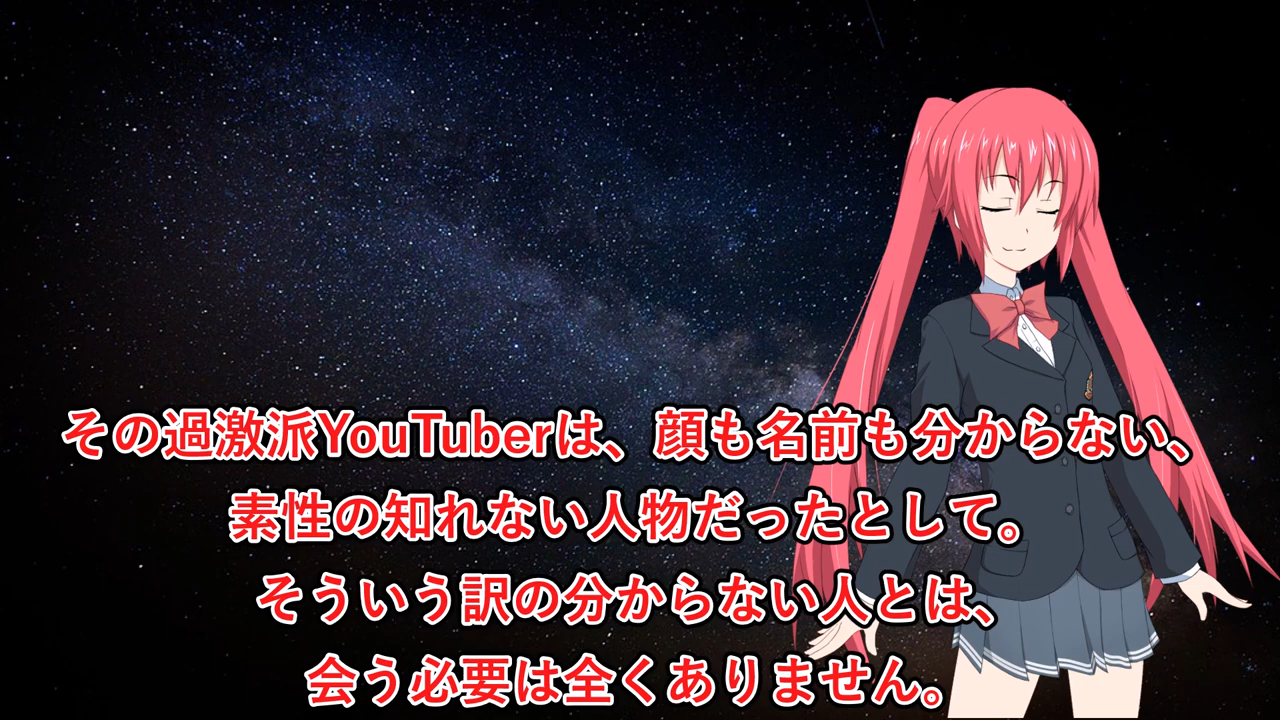 その過激派YouTuberは、顔も名前も分からない、
素性の知れない人物だったとして。
そういう訳の分からない人とは、
会う必要は全くありません。